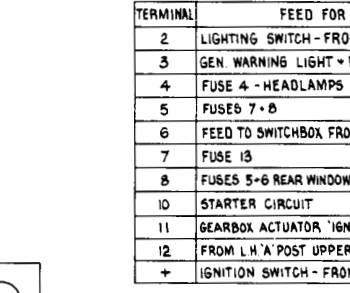 TERMINAL FEED FOR
2 LIGHTING SWITCH - FRO
3 GEN. WARNING LIGHT +
4 FUSE 4 - HEADLAMPS
5 FUSES 7 + 8
6 FEED TO SWITCHBOX FRO
7 FUSE 13
8 FUSES 5+6 REAR WINDOW
10 STARTER CIRCUIT
11 GEARBOX ACTUATOR 'IGN
12 FROM L.H. 'A' POST UPPER
+ IGNITION SWITCH - FRO